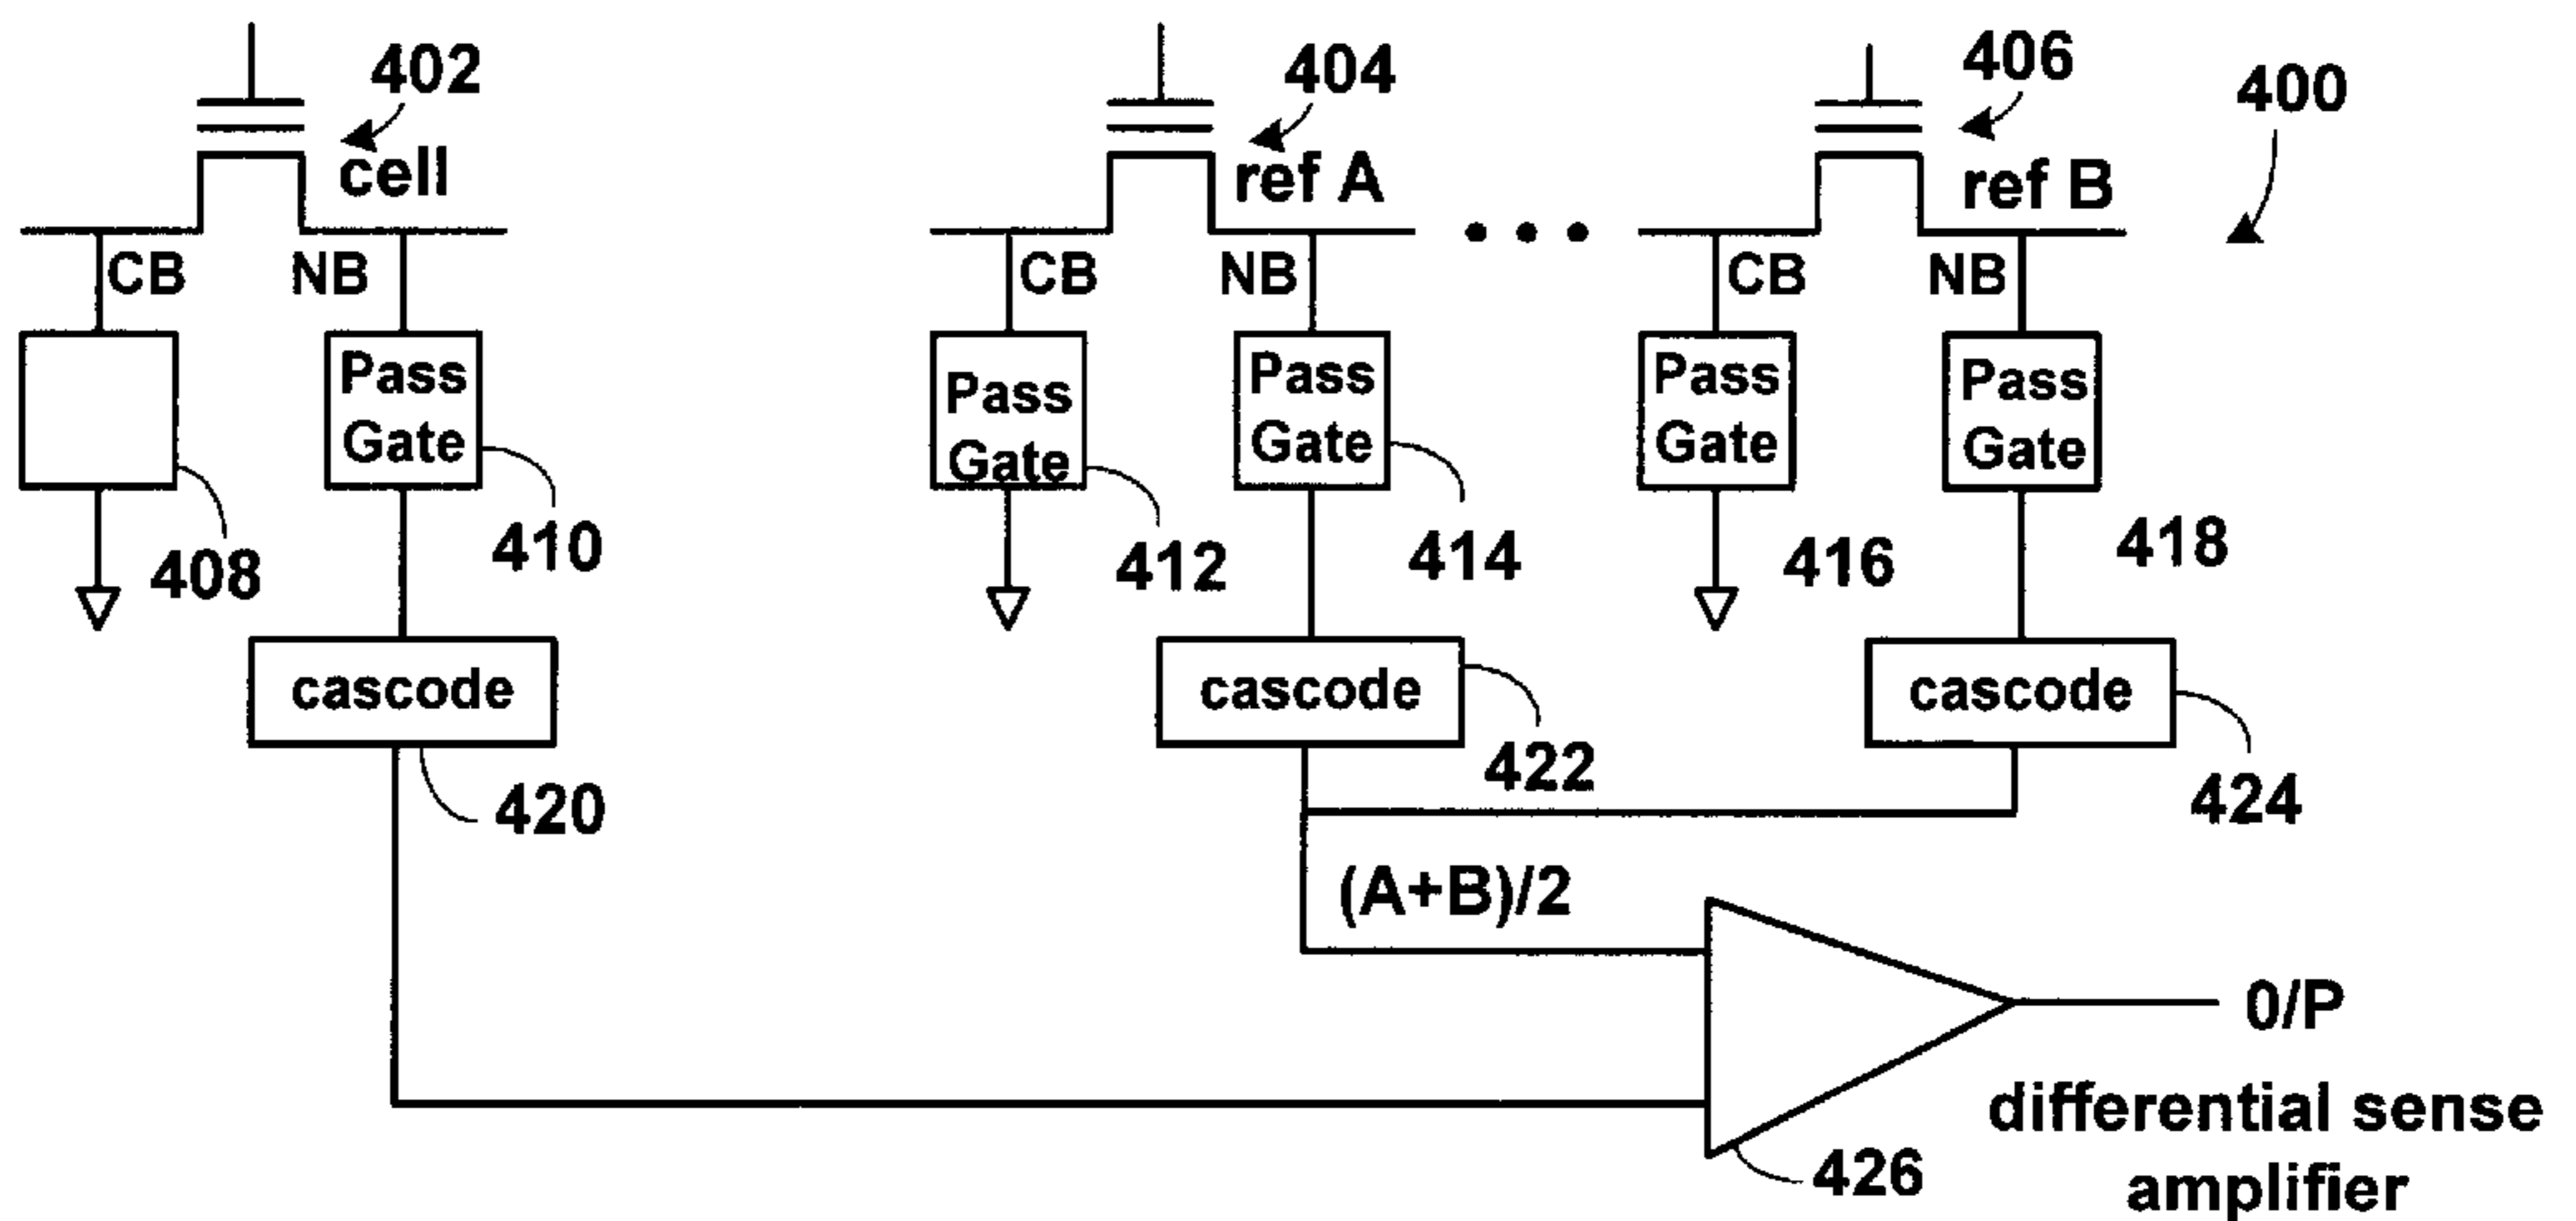 402
404
406
400
cell
ref A
ref B
CB
NB
CB
NB
CB
NB
Pass
Gate
Pass
Gate
Pass
Gate
Pass
Gate
Pass
Gate
408
410
412
414
416
418
cascode
cascode
cascode
420
422
424
(A+B)/2
0/P
differential sense
amplifier
426